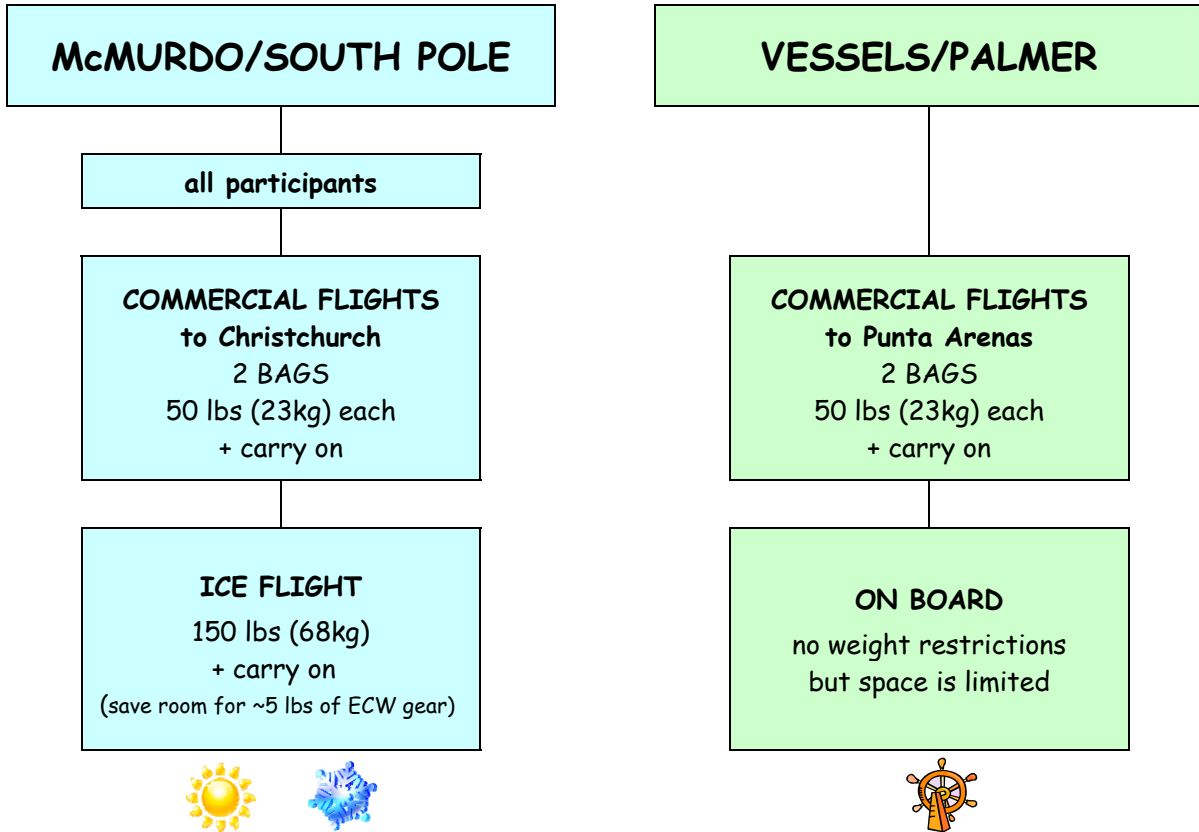 McMURDO/SOUTH POLE
all participants
COMMERCIAL FLIGHTS
to Christchurch
2 BAGS
50 lbs (23kg) each
+ carry on
ICE FLIGHT
150 lbs (68kg)
+ carry on
(save room for ~5 lbs of ECW gear)
VESSELS/PALMER
COMMERCIAL FLIGHTS
to Punta Arenas
2 BAGS
50 lbs (23kg) each
+ carry on
ON BOARD
no weight restrictions
but space is limited